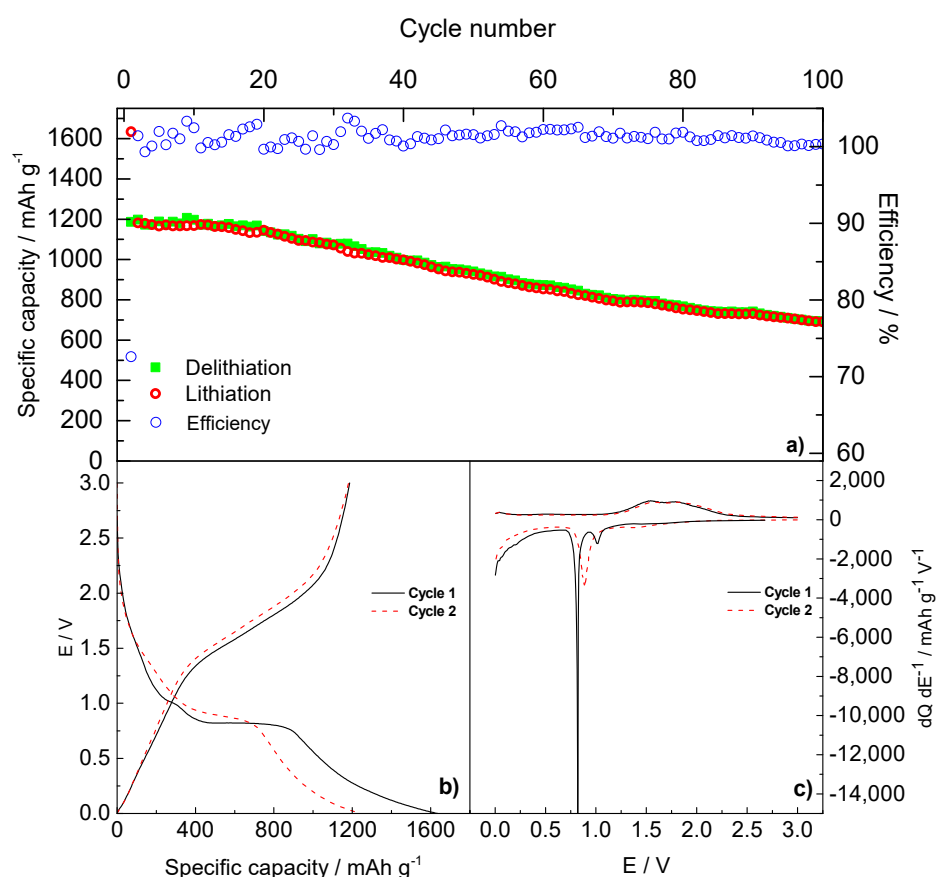 Cycle number
0 20 40 60 80 100
1600
1400
1200
1000
800
600
400
200
0
Specific capacity / mAh g-1
100
90
80
70
60
Efficiency / %
Delithiation
Lithiation
Efficiency
a)
3.0
2.5
2.0
1.5
1.0
0.5
0.0
E / V
Cycle 1
Cycle 2
b)
0 400 800 1200 1600
Specific capacity / mAh g-1
2,000
0
-2,000
-4,000
-6,000
-8,000
-10,000
-12,000
-14,000
dQ dE-1 / mAh g-1 V-1
Cycle 1
Cycle 2
c)
0.0 0.5 1.0 1.5 2.0 2.5 3.0
E / V